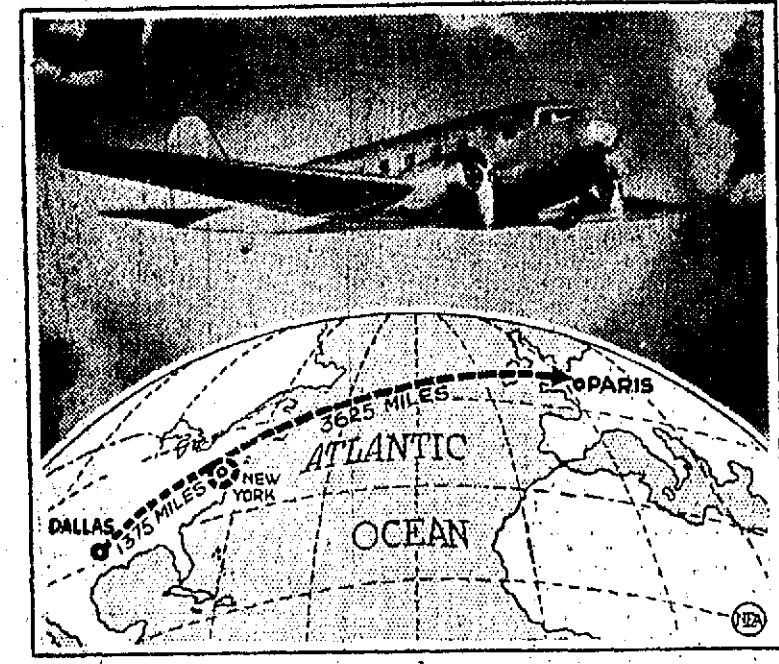 PARIS
3625 MILES
ATLANTIC
NEW
YORK
1375 MILES
DALLAS
OCEAN
NEA